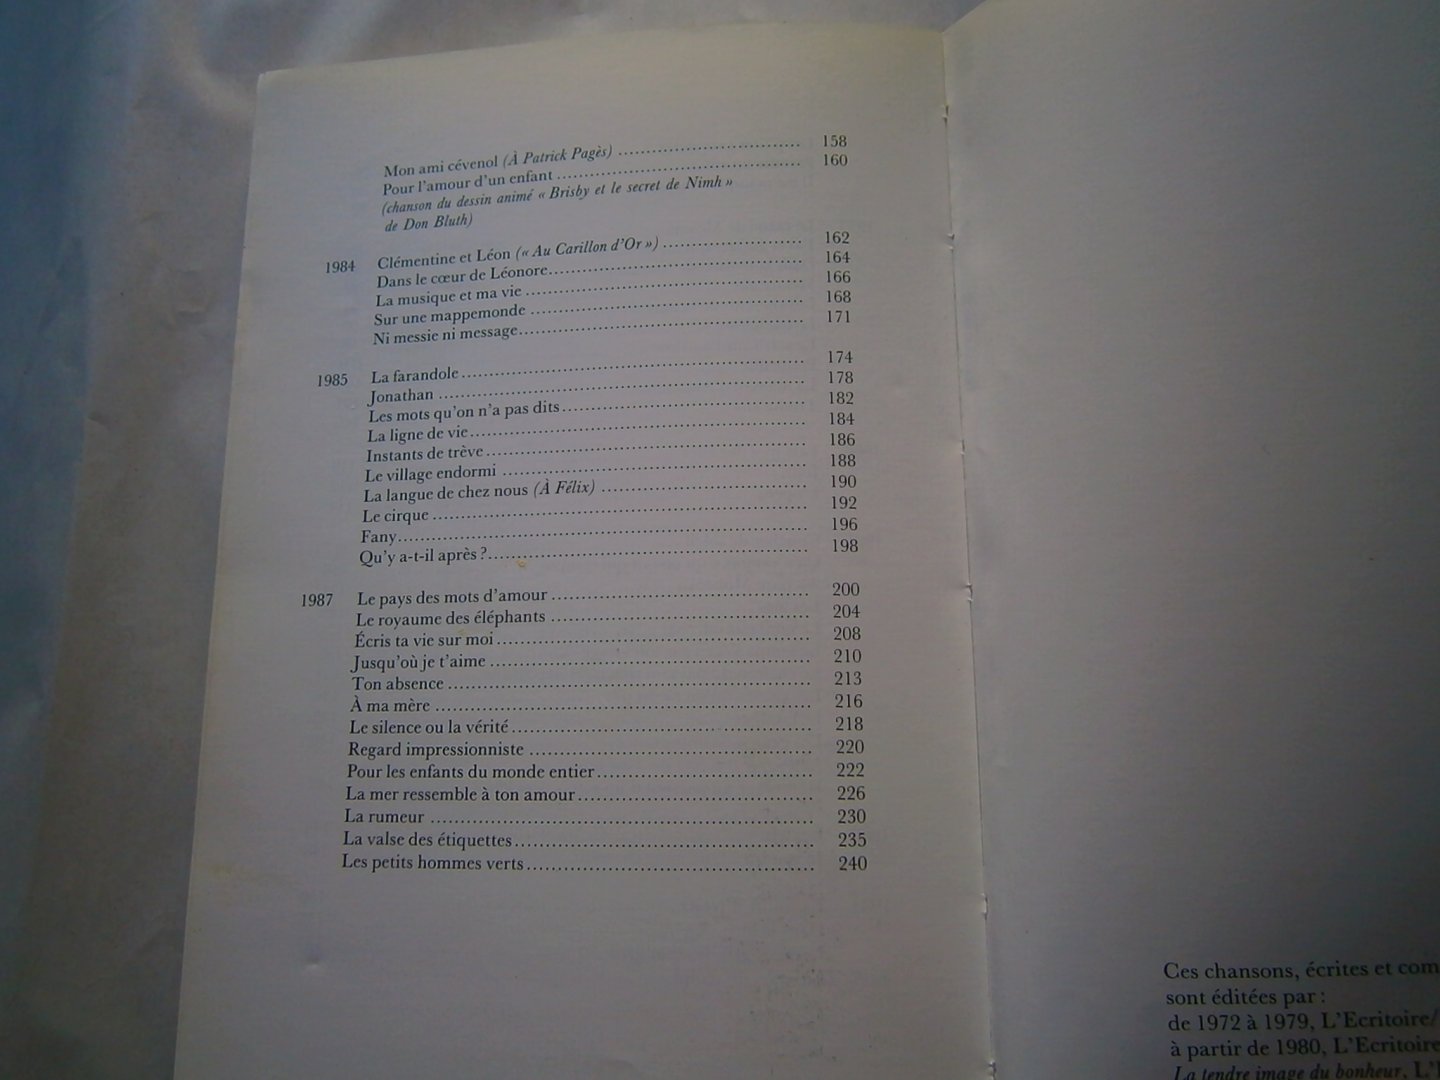 Mon ami cévenol (À Patrick Pagès) ........ 158
Pour l'amour d'un enfant ........ 160
(chanson du dessin animé « Brisby et le secret de Nimh »
de Don Bluth)
1984 Clémentine et Léon (« Au Carillon d'Or ») ........ 162
Dans le cœur de Léonore ........ 164
La musique et ma vie ........ 166
Sur une mappemonde ........ 168
Ni messie ni message ........ 171
1985 La farandole ........ 174
Jonathan ........ 178
Les mots qu'on n'a pas dits ........ 182
La ligne de vie ........ 184
Instants de trêve ........ 186
Le village endormi ........ 188
La langue de chez nous (À Félix) ........ 190
Le cirque ........ 192
Fany ........ 196
Qu'y a-t-il après ? ........ 198
1987 Le pays des mots d'amour ........ 200
Le royaume des éléphants ........ 204
Écris ta vie sur moi ........ 208
Jusqu'où je t'aime ........ 210
Ton absence ........ 213
À ma mère ........ 216
Le silence ou la vérité ........ 218
Regard impressionniste ........ 220
Pour les enfants du monde entier ........ 222
La mer ressemble à ton amour ........ 226
La rumeur ........ 230
La valse des étiquettes ........ 235
Les petits hommes verts ........ 240
Ces chansons, écrites et com
sont éditées par :
de 1972 à 1979, L'Ecritoire/
à partir de 1980, L'Ecritoire
La tendre image du bonheur, L'